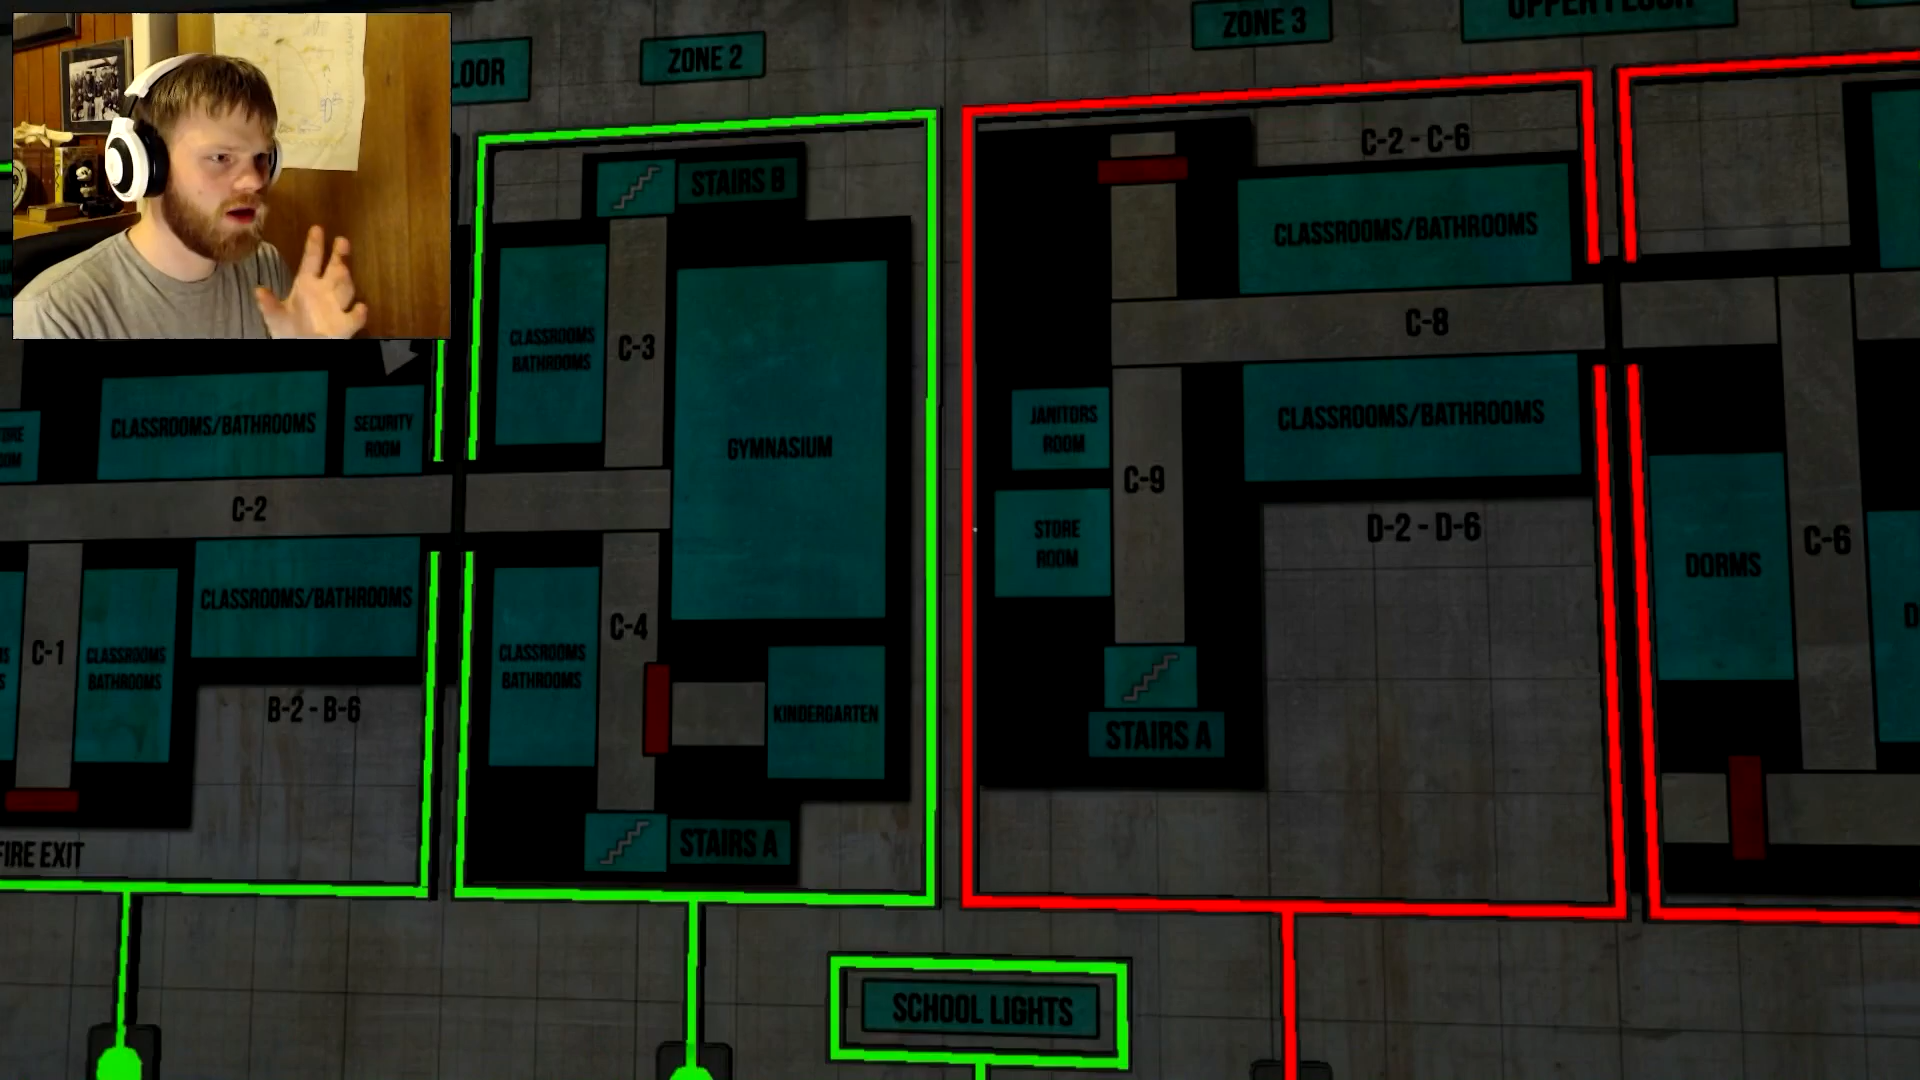 ZONE 2
ZONE 3
UPPER FLOOR
LOOR
STAIRS B
C-2 - C-6
CLASSROOMS/BATHROOMS
CLASSROOMS
BATHROOMS
C-3
C-8
CLASSROOMS/BATHROOMS
SECURITY
ROOM
GYMNASIUM
JANITORS
ROOM
CLASSROOMS/BATHROOMS
C-9
C-2
STORE
ROOM
D-2 - D-6
DORMS
C-6
CLASSROOMS/BATHROOMS
C-1
CLASSROOMS
BATHROOMS
CLASSROOMS
BATHROOMS
C-4
B-2 - B-6
KINDERGARTEN
STAIRS A
STAIRS A
FIRE EXIT
SCHOOL LIGHTS